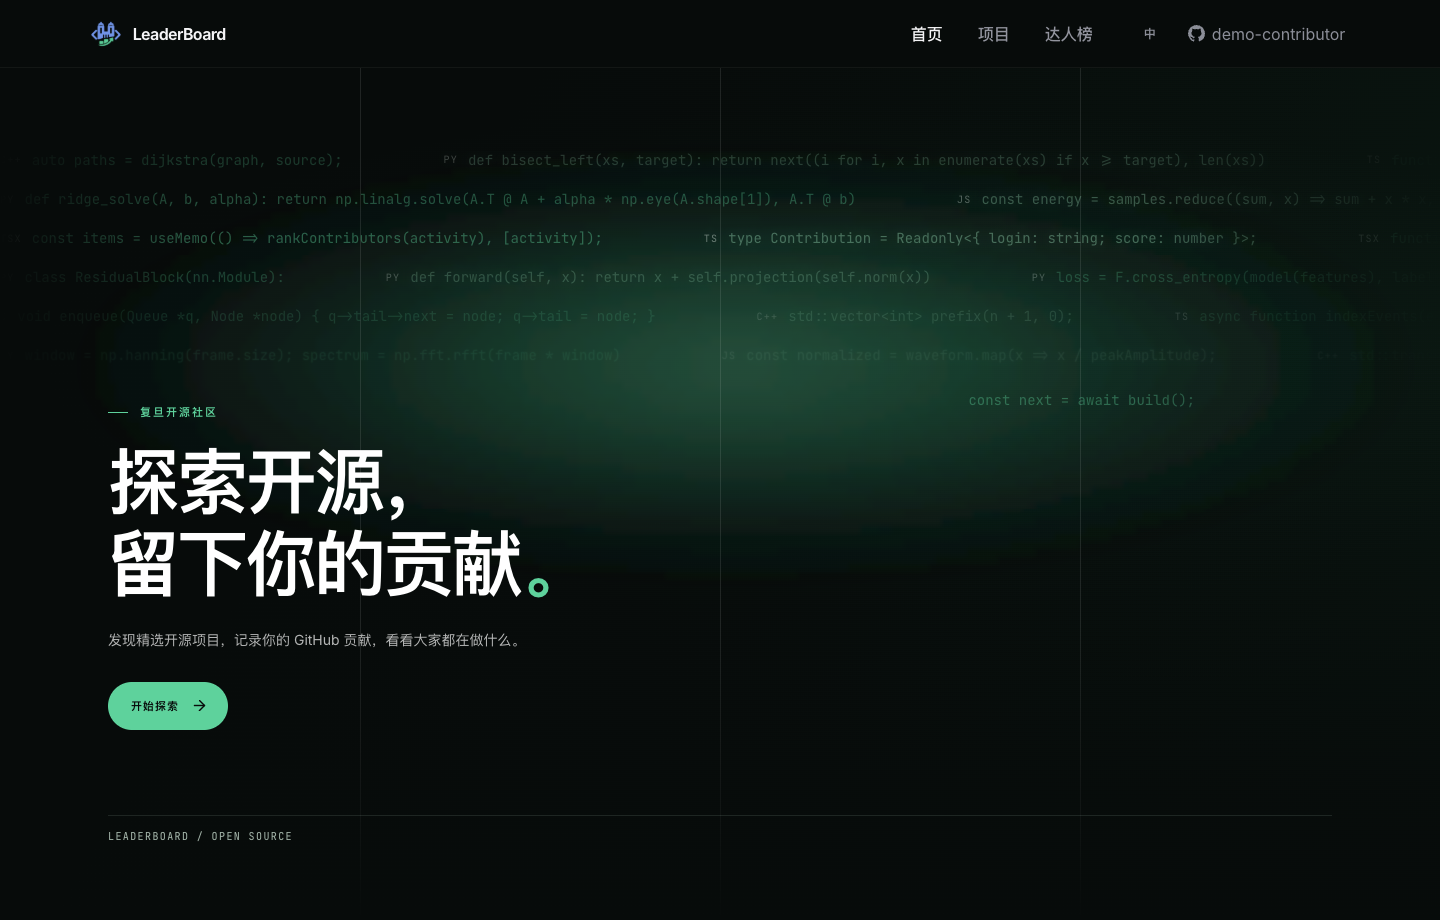 LeaderBoard
首页 项目 达人榜 中 demo-contributor
auto paths = dijkstra(graph, source); PY def bisect_left(xs, target): return next((i for i, x in enumerate(xs) if x >= target), len(xs)) TS
def ridge_solve(A, b, alpha): return np.linalg.solve(A.T @ A + alpha * np.eye(A.shape[1]), A.T @ b) JS const energy = samples.reduce((sum, x) => sum + x
const items = useMemo(() => rankContributors(activity), [activity]); TS type Contribution = Readonly<{ login: string; score: number }>; TSX
class ResidualBlock(nn.Module): PY def forward(self, x): return x + self.projection(self.norm(x)) PY loss = F.cross_entropy(model(features),
enqueue(Queue *q, Node *node) { q->tail->next = node; q->tail = node; } C++ std::vector<int> prefix(n + 1, 0); TS async function
= np.hanning(frame.size); spectrum = np.fft.rfft(frame * window) JS const normalized = waveform.map(x => x / peakAmplitude); C++
const next = await build();
复旦开源社区
探索开源，
留下你的贡献。
发现精选开源项目，记录你的 GitHub 贡献，看看大家都在做什么。
开始探索 →
LEADERBOARD / OPEN SOURCE